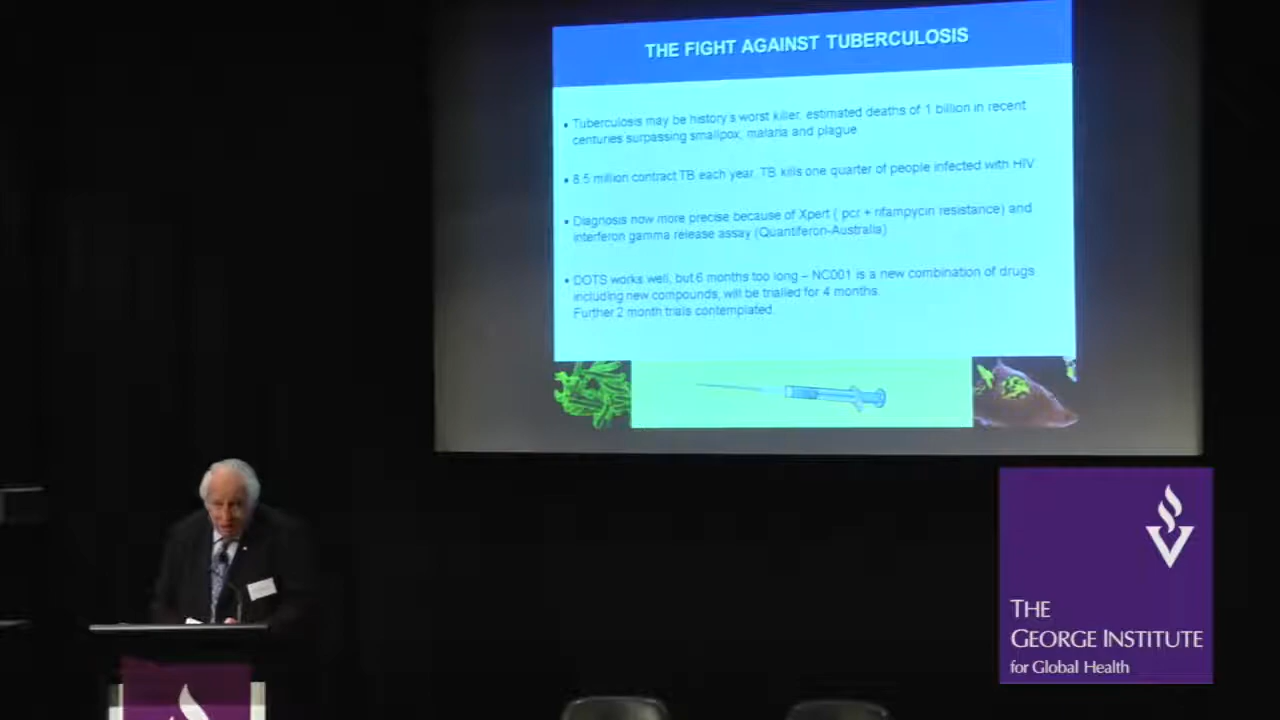 THE FIGHT AGAINST TUBERCULOSIS
• Tuberculosis may be history's worst killer, estimated deaths of 1 billion in recent
centuries surpassing smallpox, malaria and plague
• 8.5 million contract TB each year, TB kills one quarter of people infected with HIV
• Diagnosis now more precise because of Xpert ( pcr + rifampycin resistance) and
interferon gamma release assay (Quantiferon-Australia)
• DOTS works well, but 6 months too long – NC001 is a new combination of drugs
including new compounds, will be trialled for 4 months.
Further 2 month trials contemplated.
THE
GEORGE INSTITUTE
for Global Health